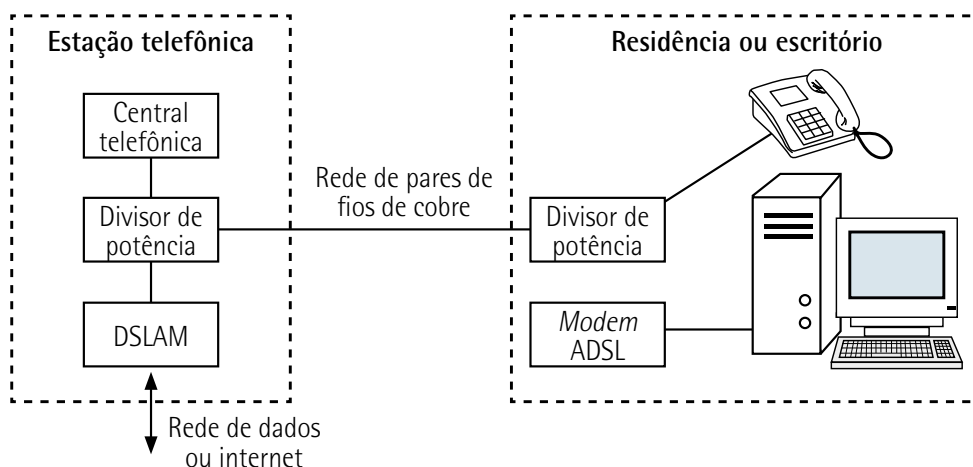 Estação telefônica
Central
telefônica
Divisor de
potência
DSLAM
Rede de dados
ou internet
Rede de pares de
fios de cobre
Residência ou escritório
Divisor de
potência
Modem
ADSL